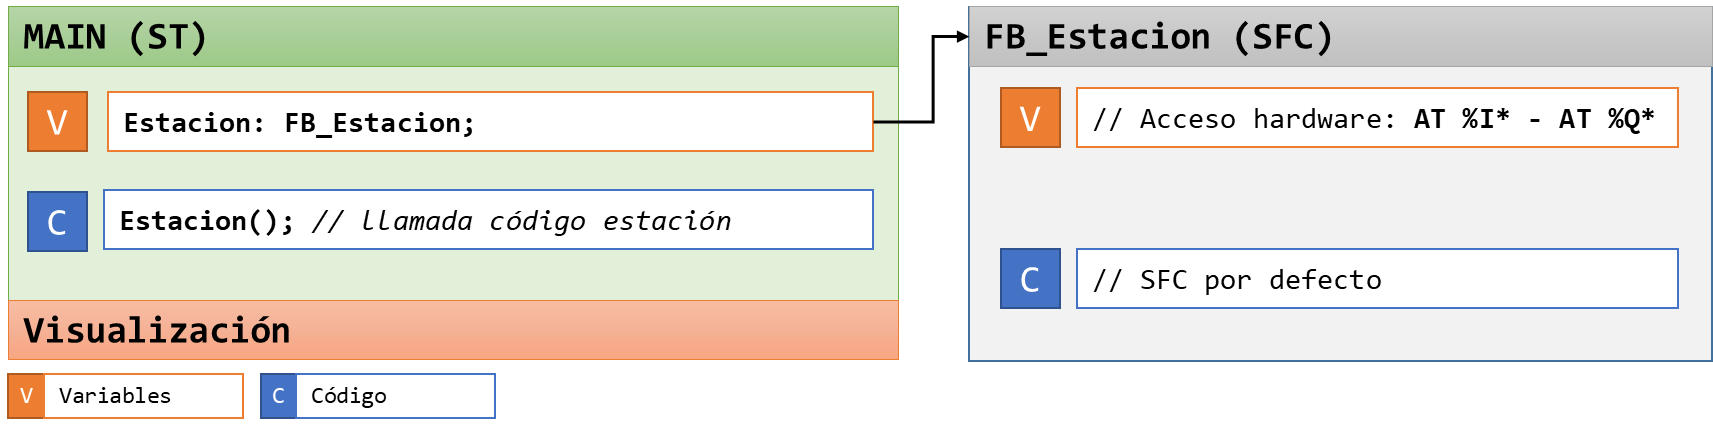 MAIN (ST)
V
Estacion: FB_Estacion;
C
Estacion(); // llamada código estación
Visualización
V Variables
C Código
FB_Estacion (SFC)
V
// Acceso hardware: AT %I* - AT %Q*
C
// SFC por defecto